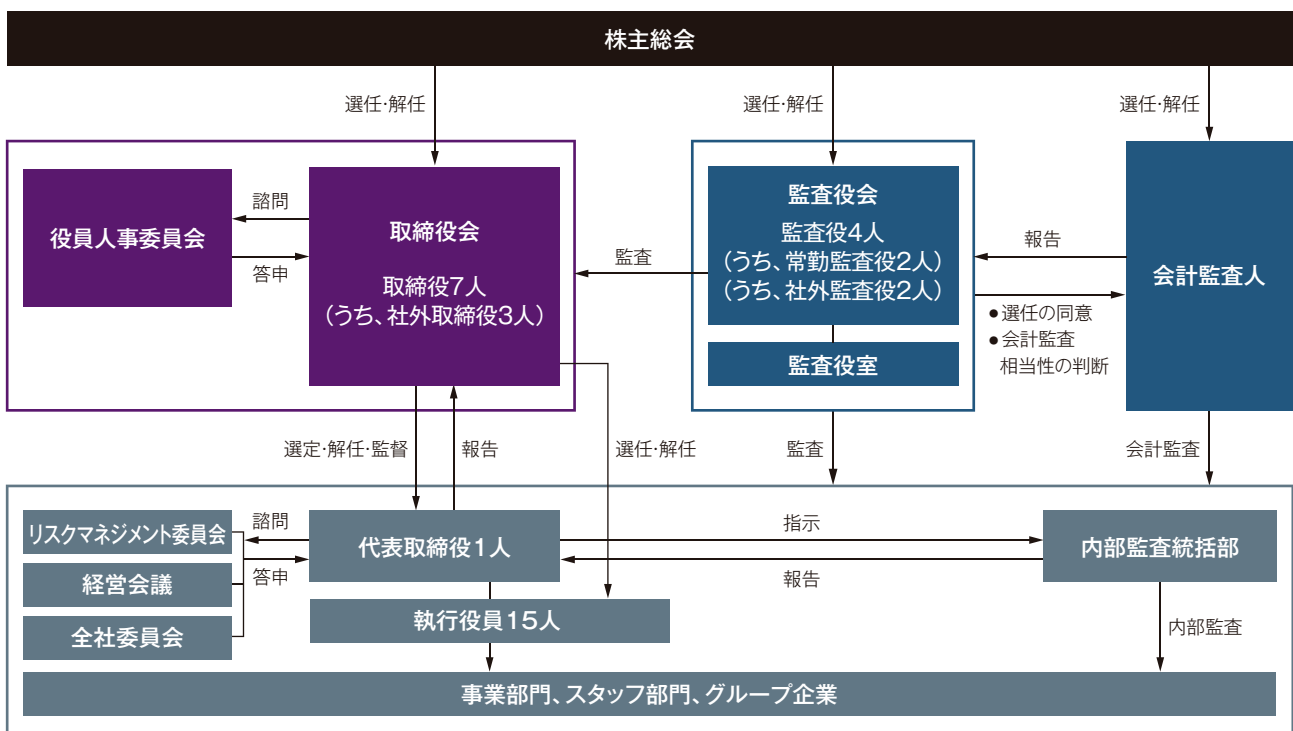 株主総会
選任･解任
選任･解任
選任･解任
役員人事委員会
諮問
答申
取締役会
取締役7人
（うち、社外取締役3人）
監査
監査役会
監査役4人
（うち、常勤監査役2人）
（うち、社外監査役2人）
監査役室
報告
●選任の同意
●会計監査
相当性の判断
会計監査人
選定･解任･監督
報告
選任･解任
監査
会計監査
リスクマネジメント委員会
経営会議
全社委員会
諮問
答申
代表取締役1人
執行役員15人
指示
報告
内部監査統括部
内部監査
事業部門、スタッフ部門、グループ企業